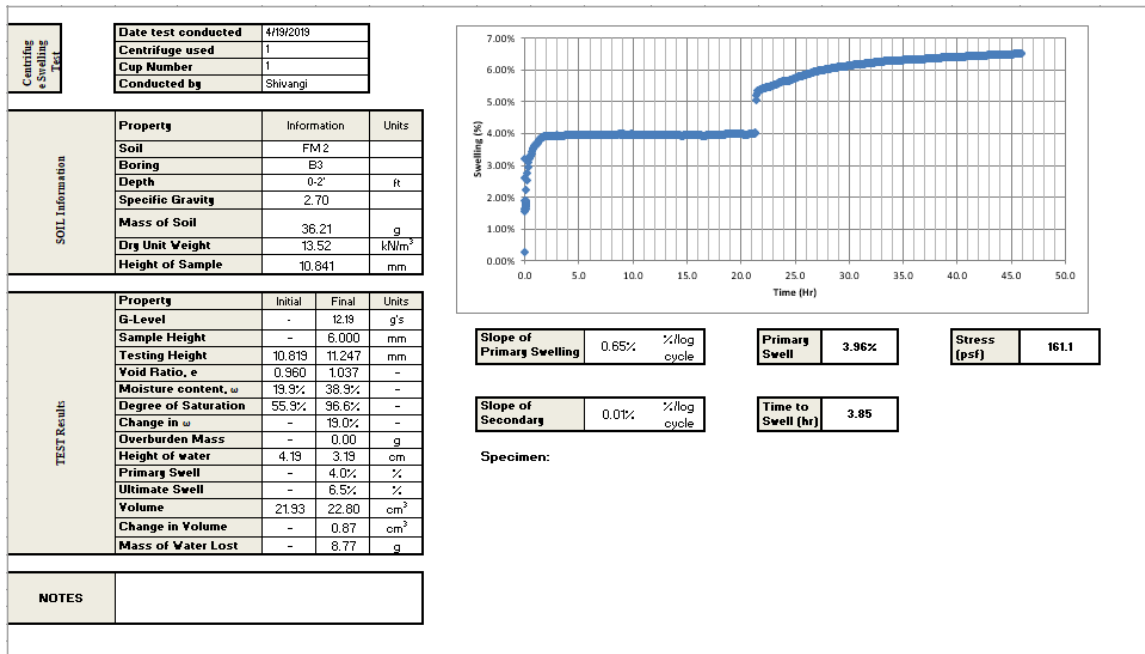 Centrifug
e Swelling
Test
Date test conducted 4/19/2019
Centrifuge used 1
Cup Number 1
Conducted by Shivangi
SOIL Information
Property Information Units
Soil FM 2
Boring B3
Depth 0-2' ft
Specific Gravity 2.70
Mass of Soil 36.21 g
Dry Unit Weight 13.52 kN/m³
Height of Sample 10.841 mm
TEST Results
Property Initial Final Units
G-Level - 12.19 g's
Sample Height - 6.000 mm
Testing Height 10.819 11.247 mm
Void Ratio, e 0.960 1.037 -
Moisture content, ω 19.9% 38.9% -
Degree of Saturation 55.9% 96.6% -
Change in ω - 19.0% -
Overburden Mass - 0.00 g
Height of water 4.19 3.19 cm
Primary Swell - 4.0% %
Ultimate Swell - 6.5% %
Volume 21.93 22.80 cm³
Change in Volume - 0.87 cm³
Mass of Water Lost - 8.77 g
NOTES
7.00%
6.00%
5.00%
4.00%
3.00%
2.00%
1.00%
0.00%
Swelling (%)
0.0 5.0 10.0 15.0 20.0 25.0 30.0 35.0 40.0 45.0 50.0
Time (Hr)
Slope of
Primary Swelling 0.65% %/log
cycle
Primary
Swell 3.96%
Stress
(psf) 161.1
Slope of
Secondary 0.01% %/log
cycle
Time to
Swell (hr) 3.85
Specimen: